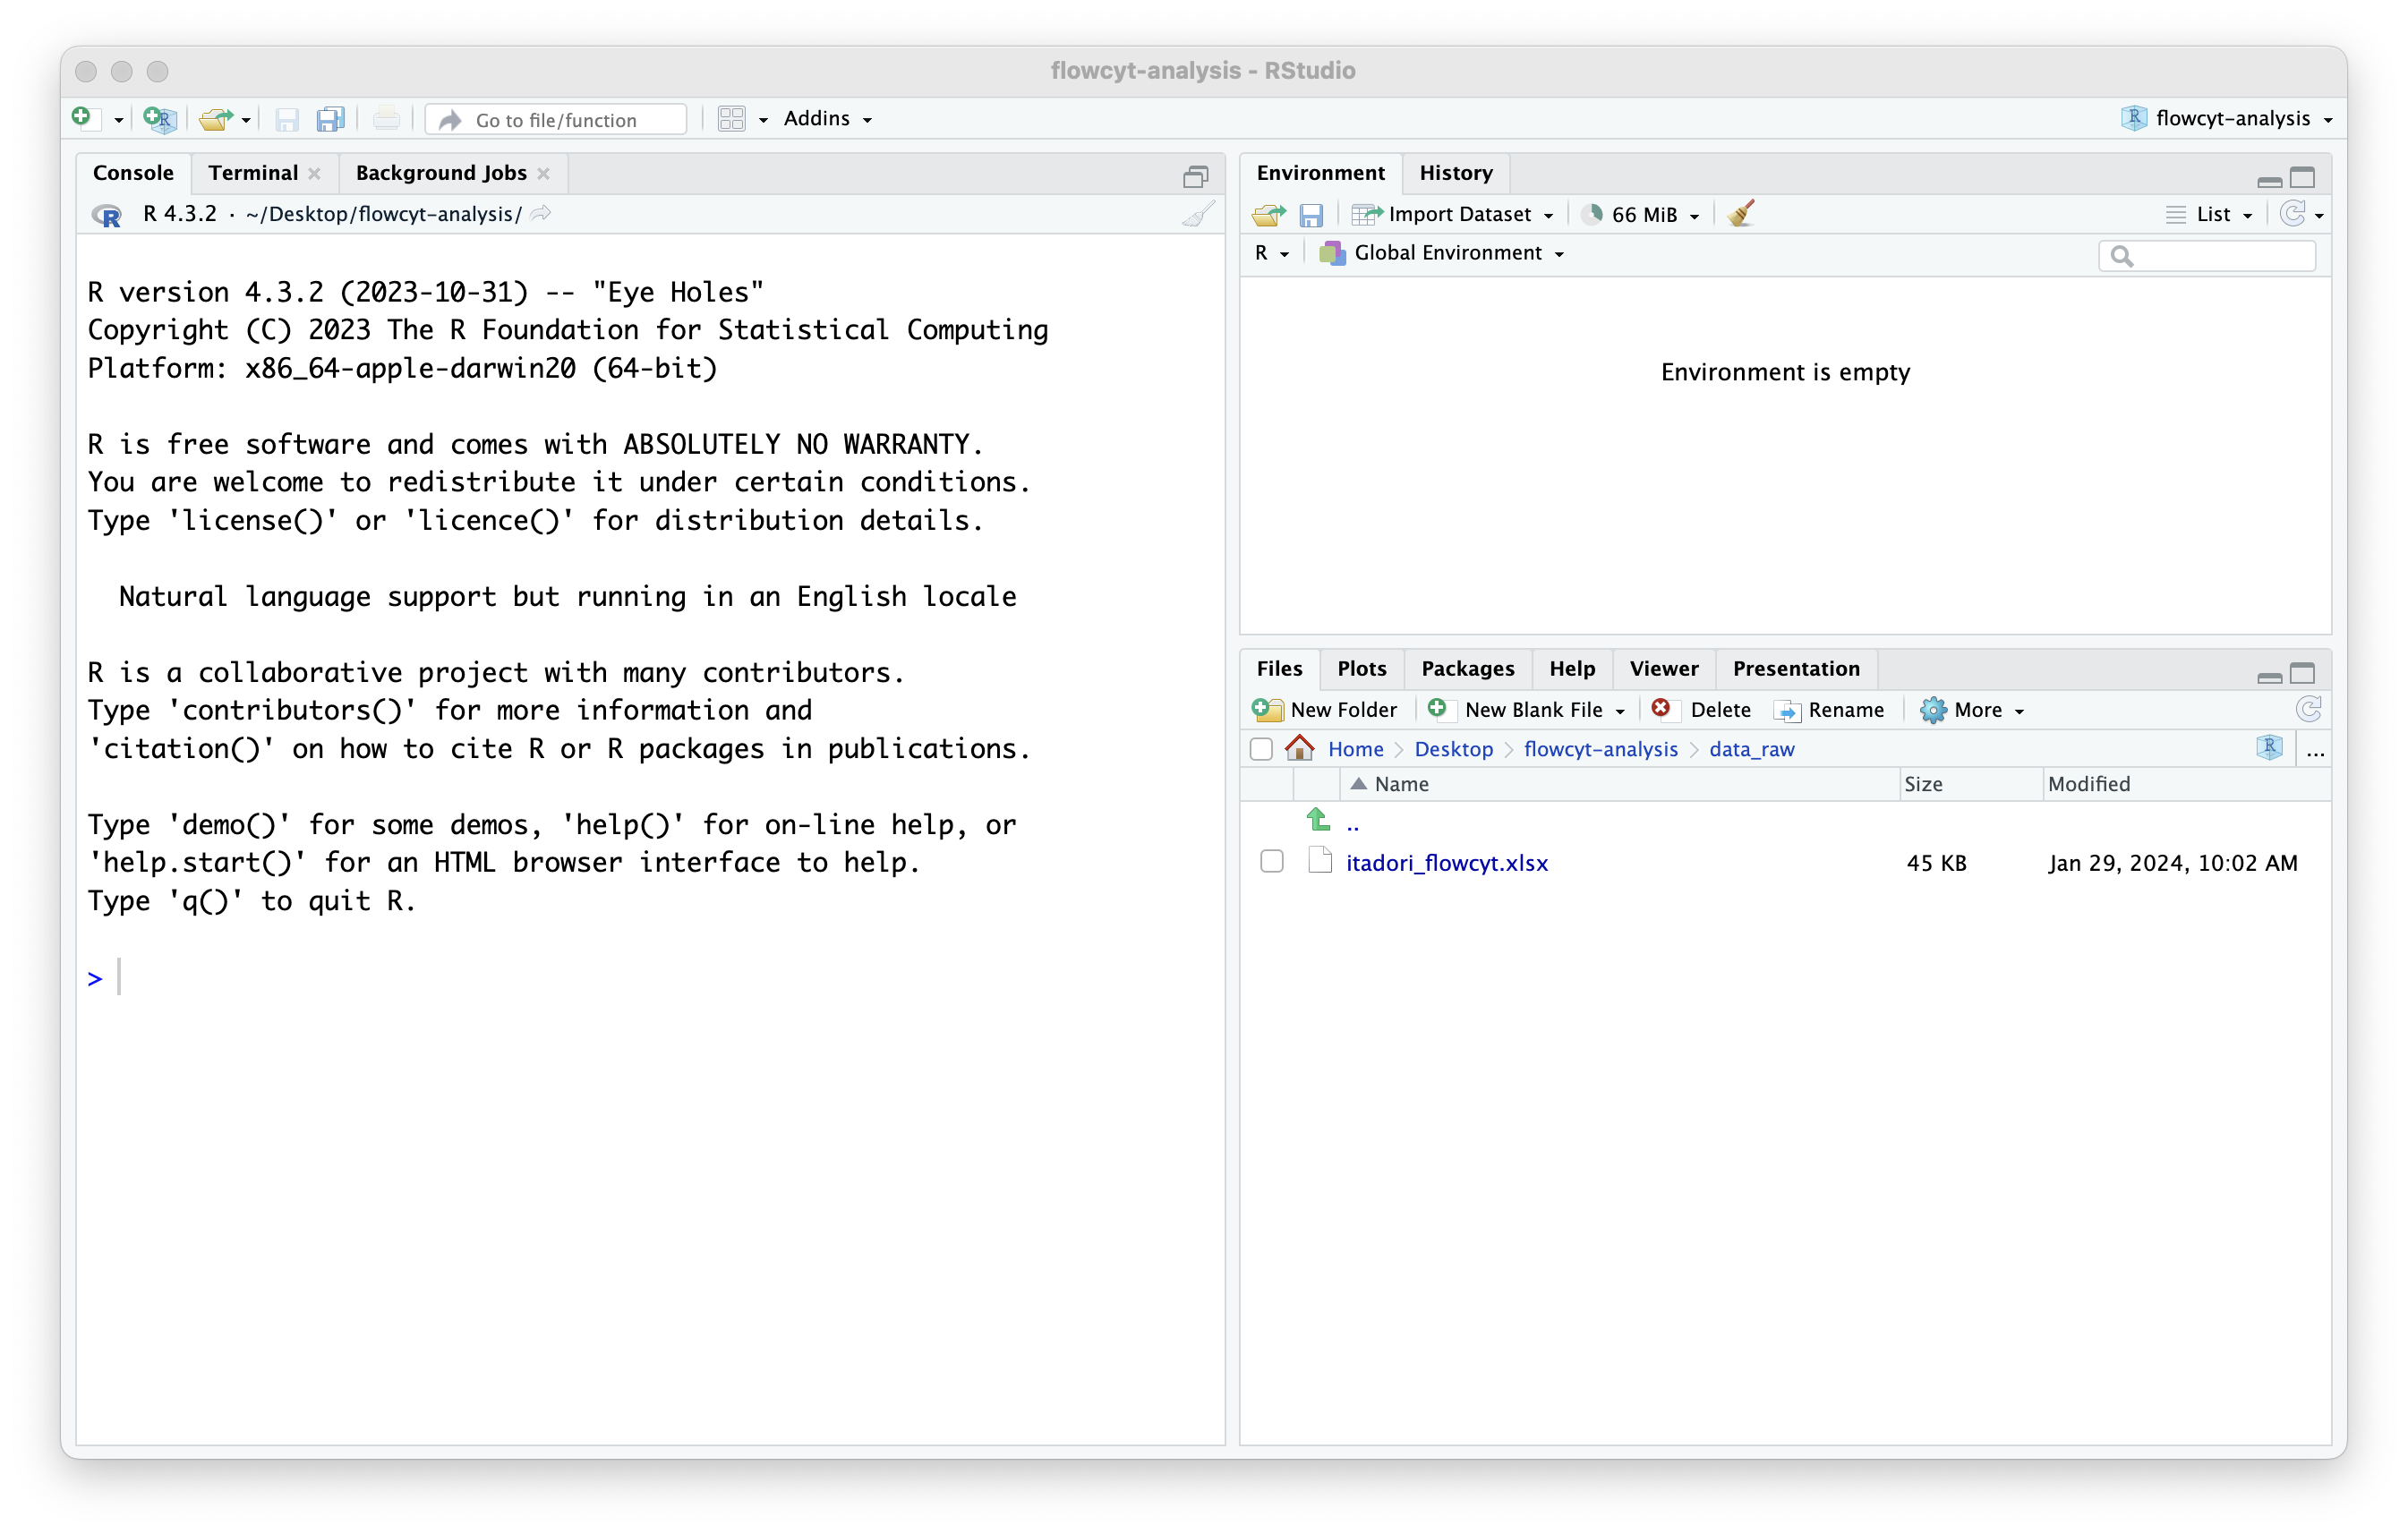 flowcyt-analysis - RStudio
Go to file/function
Addins
flowcyt-analysis
Console Terminal Background Jobs
R 4.3.2 · ~/Desktop/flowcyt-analysis/
R version 4.3.2 (2023-10-31) -- "Eye Holes"
Copyright (C) 2023 The R Foundation for Statistical Computing
Platform: x86_64-apple-darwin20 (64-bit)
R is free software and comes with ABSOLUTELY NO WARRANTY.
You are welcome to redistribute it under certain conditions.
Type 'license()' or 'licence()' for distribution details.
Natural language support but running in an English locale
R is a collaborative project with many contributors.
Type 'contributors()' for more information and
'citation()' on how to cite R or R packages in publications.
Type 'demo()' for some demos, 'help()' for on-line help, or
'help.start()' for an HTML browser interface to help.
Type 'q()' to quit R.
>
Environment History
Import Dataset 66 MiB List
R Global Environment
Environment is empty
Files Plots Packages Help Viewer Presentation
New Folder New Blank File Delete Rename More
Home Desktop flowcyt-analysis data_raw ...
Name Size Modified
..
itadori_flowcyt.xlsx 45 KB Jan 29, 2024, 10:02 AM